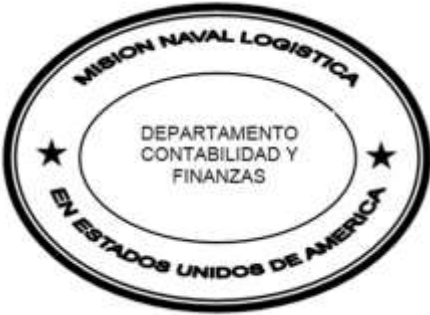 MISION NAVAL LOGISTICA
DEPARTAMENTO
CONTABILIDAD Y
FINANZAS
EN ESTADOS UNIDOS DE AMERICA